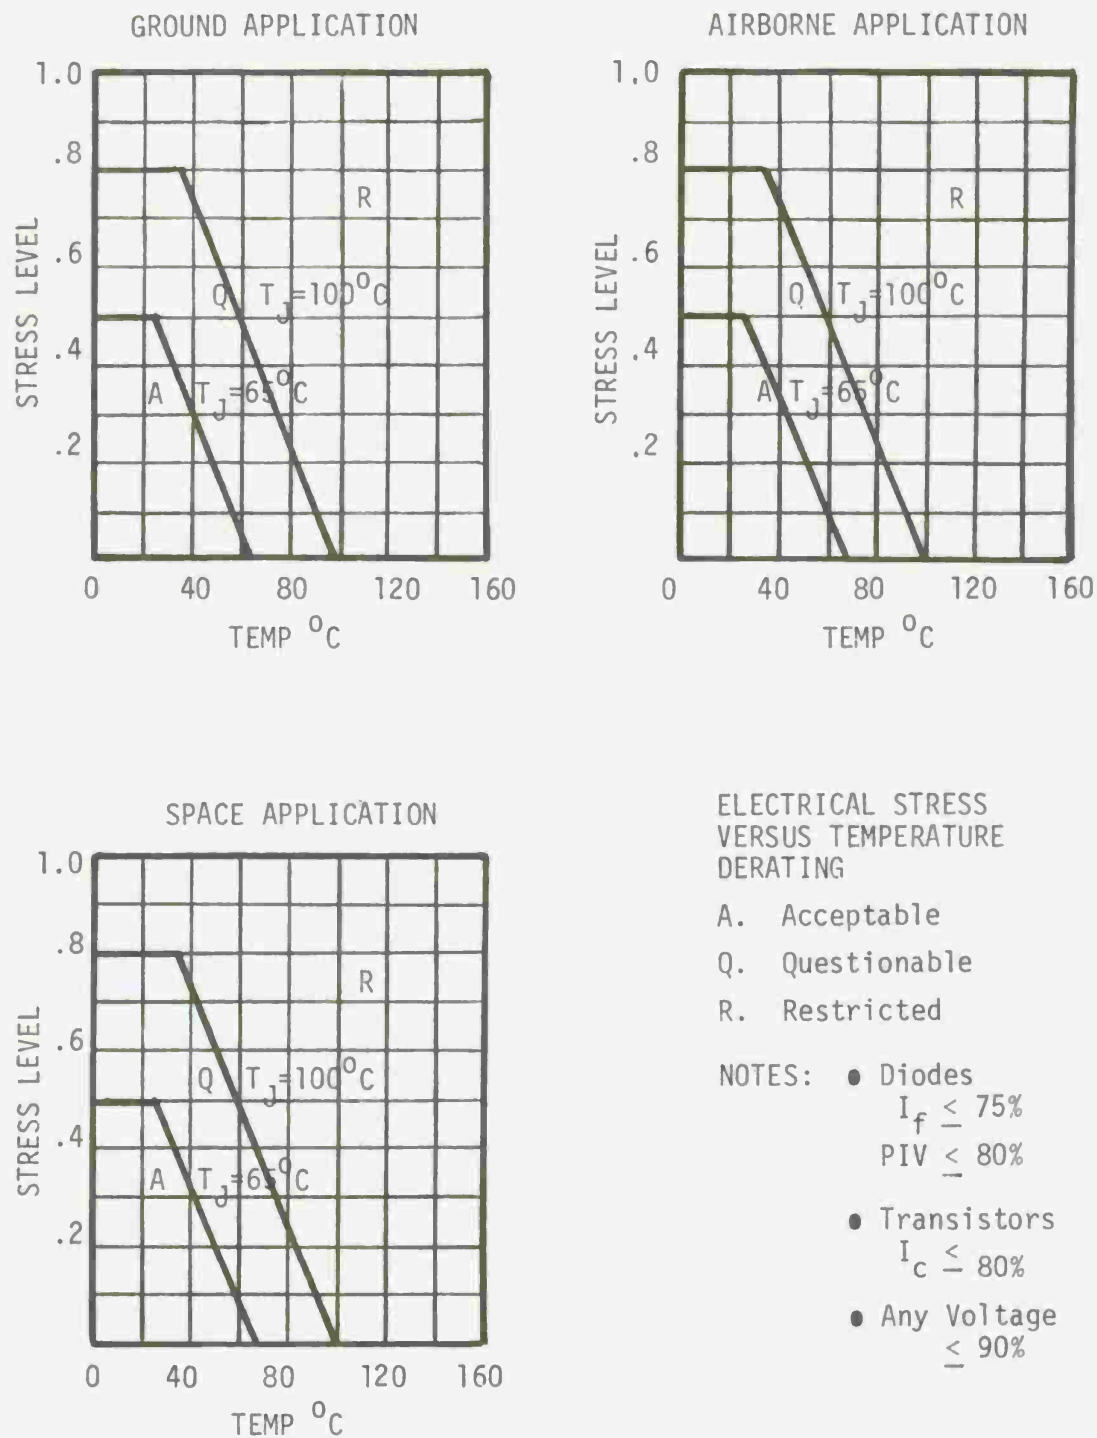 GROUND APPLICATION
1.0
.8
.6
.4
.2
STRESS LEVEL
R
Q T_J=100°C
A T_J=65°C
0 40 80 120 160
TEMP °C
AIRBORNE APPLICATION
1.0
.8
.6
.4
.2
STRESS LEVEL
R
Q T_J=100°C
A T_J=65°C
0 40 80 120 160
TEMP °C
SPACE APPLICATION
1.0
.8
.6
.4
.2
STRESS LEVEL
R
Q T_J=100°C
A T_J=65°C
0 40 80 120 160
TEMP °C
ELECTRICAL STRESS
VERSUS TEMPERATURE
DERATING
A. Acceptable
Q. Questionable
R. Restricted
NOTES: ● Diodes
I_f ≤ 75%
PIV ≤ 80%
● Transistors
I_c ≤ 80%
● Any Voltage
≤ 90%